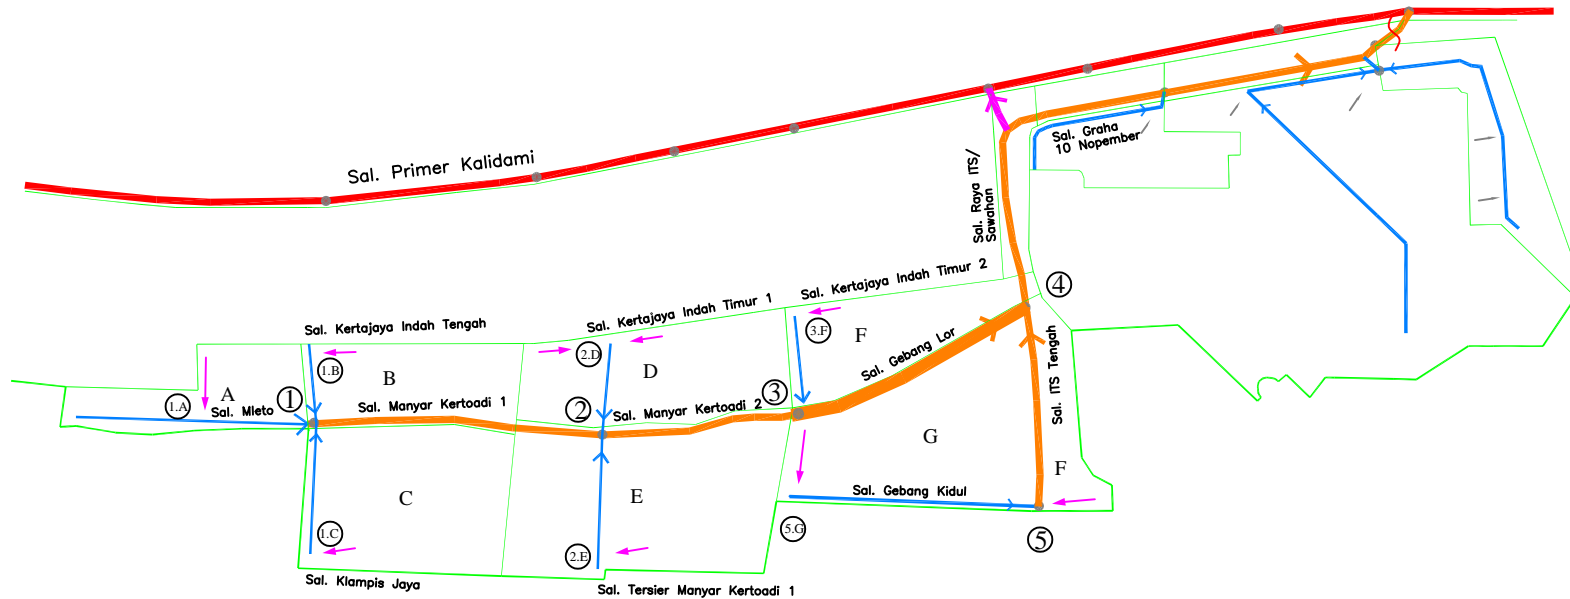 Sal. Primer Kalidami
Sal. Graha
10 Nopember
Sal. Raya ITS/
Sawahan
Sal. Kertajaya Indah Timur 2
Sal. Kertajaya Indah Timur 1
Sal. Kertajaya Indah Tengah
4
3.F
F
2.D
D
1.B
B
A
1.A
Sal. Mleto
1
Sal. Manyar Kertoadi 1
2
Sal. Manyar Kertoadi 2
3
Sal. Gebang Lor
Sal. ITS Tengah
G
F
C
E
Sal. Gebang Kidul
1.C
2.E
5.G
5
Sal. Klampis Jaya
Sal. Tersier Manyar Kertoadi 1